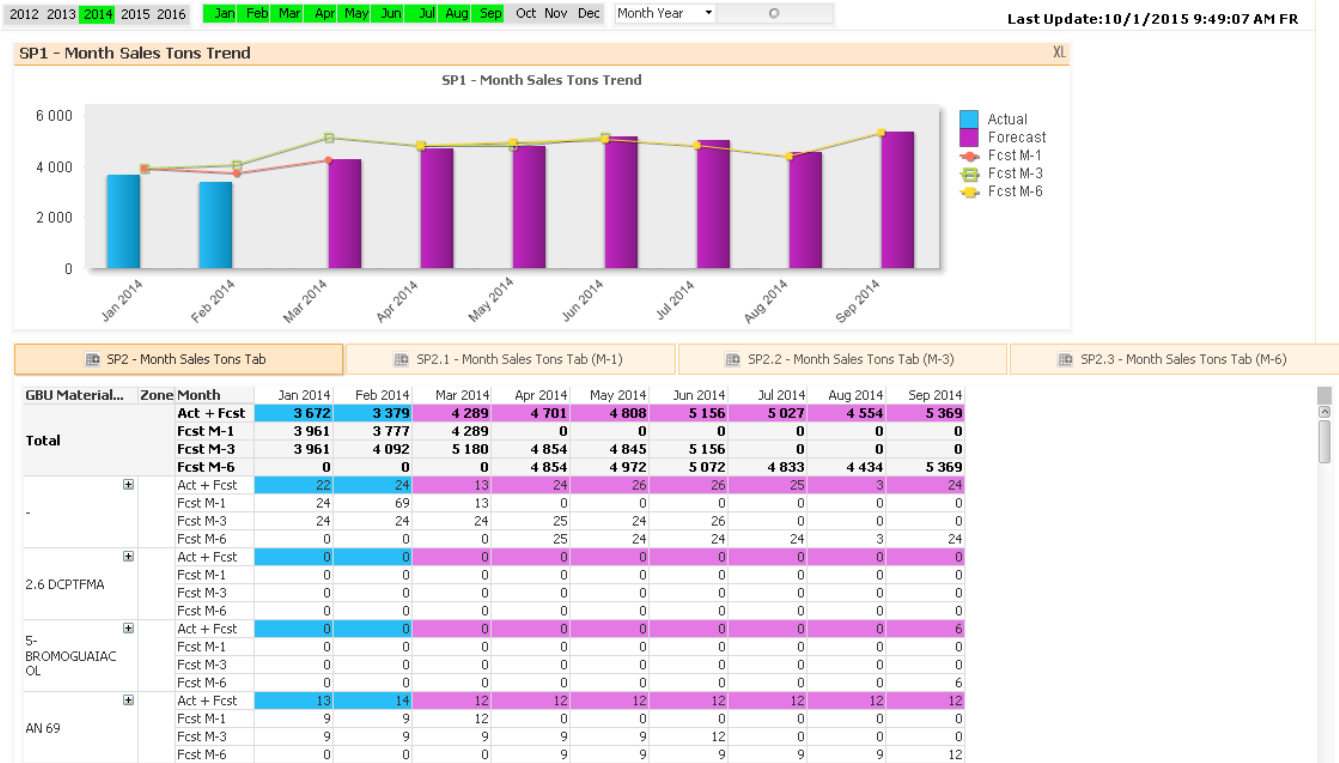 2012 2013 2014 2015 2016 Jan Feb Mar Apr May Jun Jul Aug Sep Oct Nov Dec Month Year
Last Update:10/1/2015 9:49:07 AM FR
SP1 - Month Sales Tons Trend XL
SP1 - Month Sales Tons Trend
6 000
4 000
2 000
0
Jan 2014 Feb 2014 Mar 2014 Apr 2014 May 2014 Jun 2014 Jul 2014 Aug 2014 Sep 2014
Actual
Forecast
Fcst M-1
Fcst M-3
Fcst M-6
SP2 - Month Sales Tons Tab SP2.1 - Month Sales Tons Tab (M-1) SP2.2 - Month Sales Tons Tab (M-3) SP2.3 - Month Sales Tons Tab (M-6)
GBU Material... Zone Month Jan 2014 Feb 2014 Mar 2014 Apr 2014 May 2014 Jun 2014 Jul 2014 Aug 2014 Sep 2014
Total
Act + Fcst 3 672 3 379 4 289 4 701 4 808 5 156 5 027 4 554 5 369
Fcst M-1 3 961 3 777 4 289 0 0 0 0 0 0
Fcst M-3 3 961 4 092 5 180 4 854 4 845 5 156 0 0 0
Fcst M-6 0 0 0 4 854 4 972 5 072 4 833 4 434 5 369
-
Act + Fcst 22 24 13 24 26 26 25 3 24
Fcst M-1 24 69 13 0 0 0 0 0 0
Fcst M-3 24 24 24 25 24 26 0 0 0
Fcst M-6 0 0 0 25 24 24 24 3 24
2.6 DCPTFMA
Act + Fcst 0 0 0 0 0 0 0 0 0
Fcst M-1 0 0 0 0 0 0 0 0 0
Fcst M-3 0 0 0 0 0 0 0 0 0
Fcst M-6 0 0 0 0 0 0 0 0 0
5-
BROMOGUAIAC
OL
Act + Fcst 0 0 0 0 0 0 0 0 6
Fcst M-1 0 0 0 0 0 0 0 0 0
Fcst M-3 0 0 0 0 0 0 0 0 0
Fcst M-6 0 0 0 0 0 0 0 0 6
AN 69
Act + Fcst 13 14 12 12 12 12 12 12 12
Fcst M-1 9 9 12 0 0 0 0 0 0
Fcst M-3 9 9 9 9 9 12 0 0 0
Fcst M-6 0 0 0 9 9 9 9 9 12